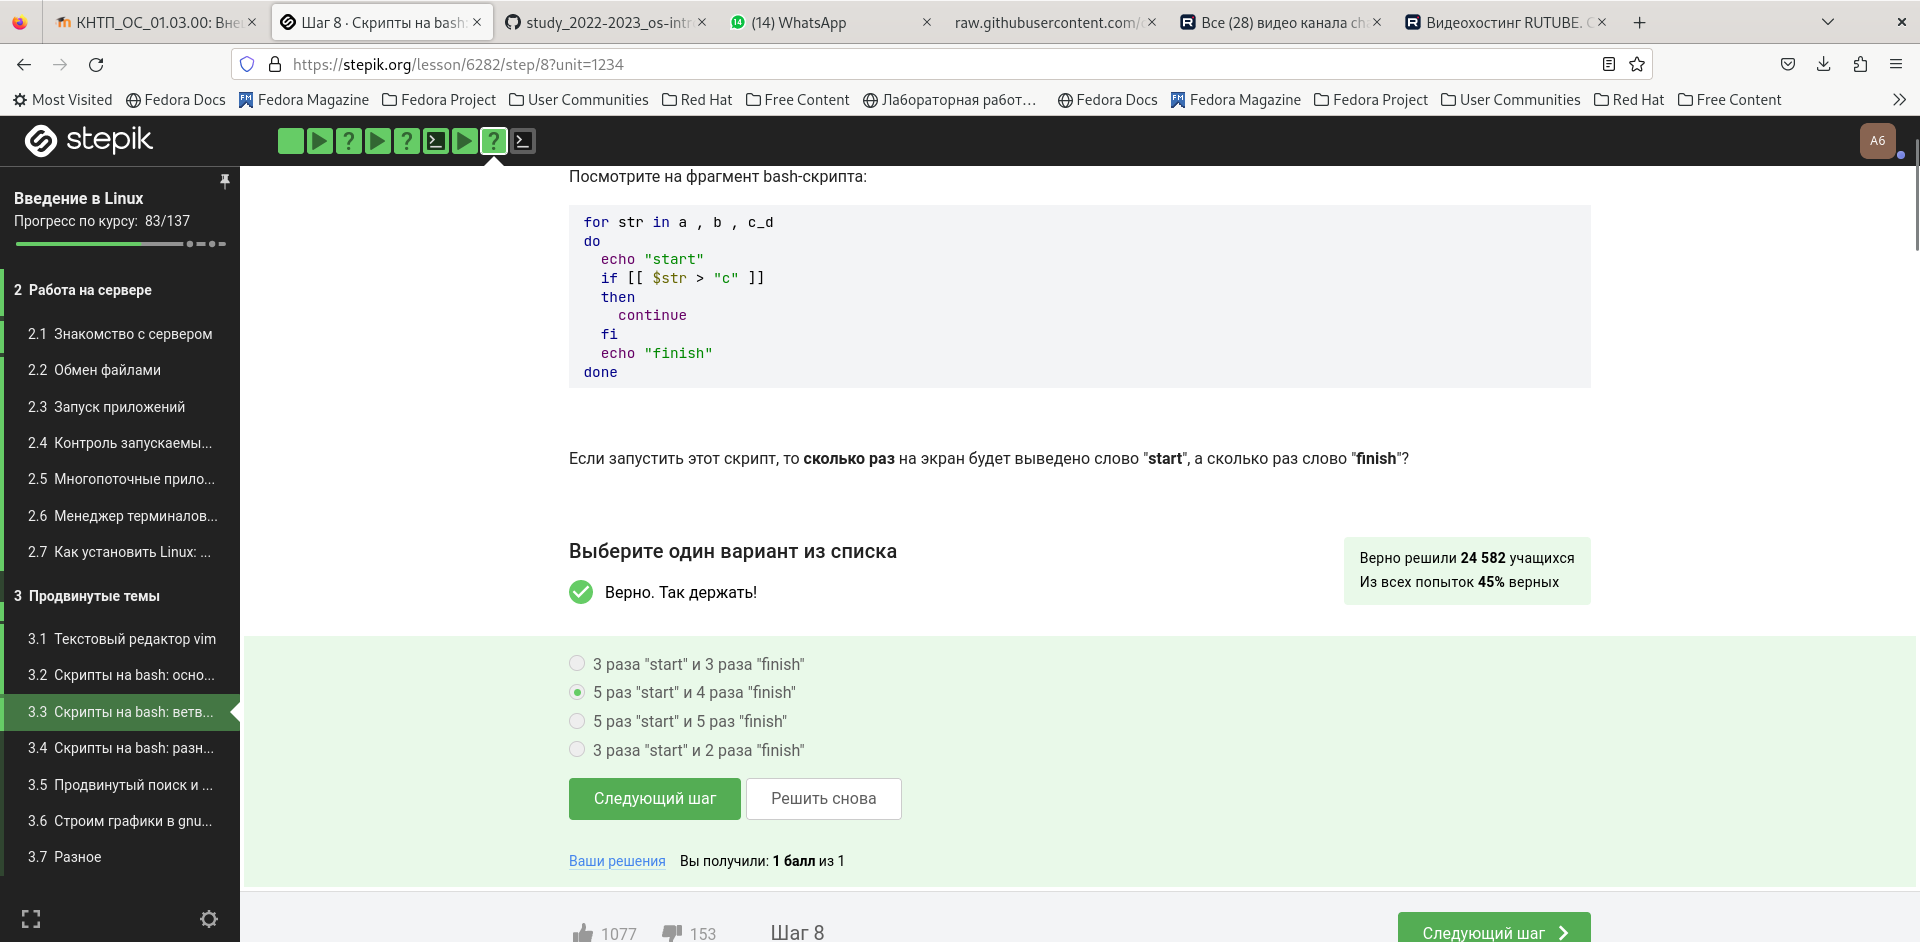 КНТП_ОС_01.03.00: Вне
Шаг 8 · Скрипты на bash:
study_2022-2023_os-intr
(14) WhatsApp
raw.githubusercontent.com/
Все (28) видео канала
Видеохостинг RUTUBE.
https://stepik.org/lesson/6282/step/8?unit=1234
Most Visited
Fedora Docs
Fedora Magazine
Fedora Project
User Communities
Red Hat
Free Content
Лабораторная работ…
Fedora Docs
Fedora Magazine
Fedora Project
User Communities
Red Hat
Free Content
stepik
A6
Введение в Linux
Прогресс по курсу: 83/137
2 Работа на сервере
2.1 Знакомство с сервером
2.2 Обмен файлами
2.3 Запуск приложений
2.4 Контроль запускаемы...
2.5 Многопоточные прило...
2.6 Менеджер терминалов...
2.7 Как установить Linux: ...
3 Продвинутые темы
3.1 Текстовый редактор vim
3.2 Скрипты на bash: осно...
3.3 Скрипты на bash: ветв...
3.4 Скрипты на bash: разн...
3.5 Продвинутый поиск и ...
3.6 Строим графики в gnu...
3.7 Разное
Посмотрите на фрагмент bash-скрипта:
for str in a , b , c_d
do
echo "start"
if [[ $str > "c" ]]
then
continue
fi
echo "finish"
done
Если запустить этот скрипт, то сколько раз на экран будет выведено слово "start", а сколько раз слово "finish"?
Выберите один вариант из списка
Верно. Так держать!
Верно решили 24 582 учащихся
Из всех попыток 45% верных
3 раза "start" и 3 раза "finish"
5 раз "start" и 4 раза "finish"
5 раз "start" и 5 раз "finish"
3 раза "start" и 2 раза "finish"
Следующий шаг
Решить снова
Ваши решения Вы получили: 1 балл из 1
1077
153
Шаг 8
Следующий шаг